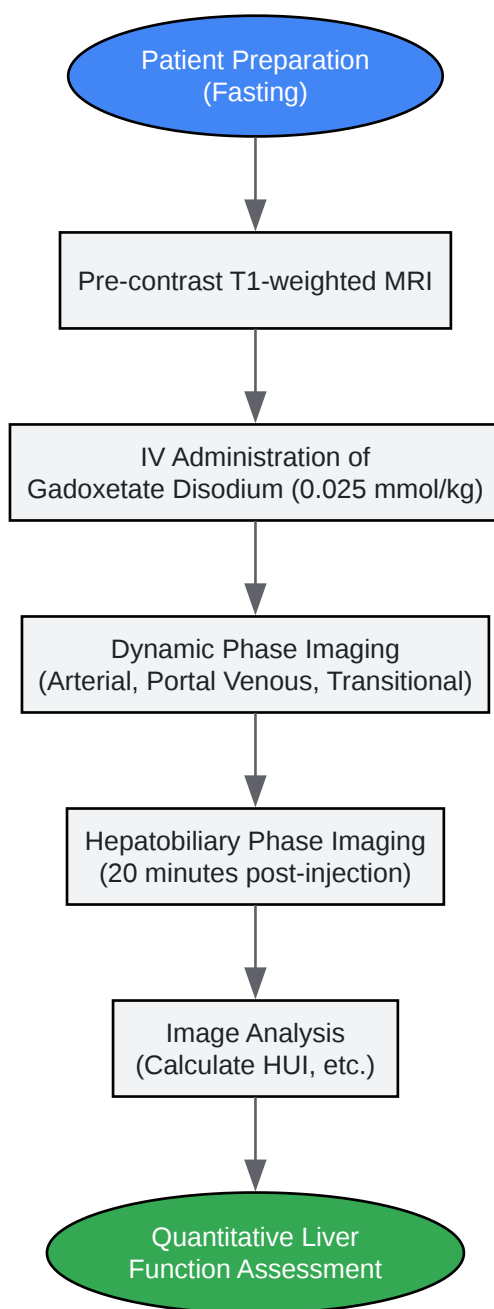 Patient Preparation
(Fasting)
Pre-contrast T1-weighted MRI
IV Administration of
Gadoxetate Disodium (0.025 mmol/kg)
Dynamic Phase Imaging
(Arterial, Portal Venous, Transitional)
Hepatobiliary Phase Imaging
(20 minutes post-injection)
Image Analysis
(Calculate HUI, etc.)
Quantitative Liver
Function Assessment